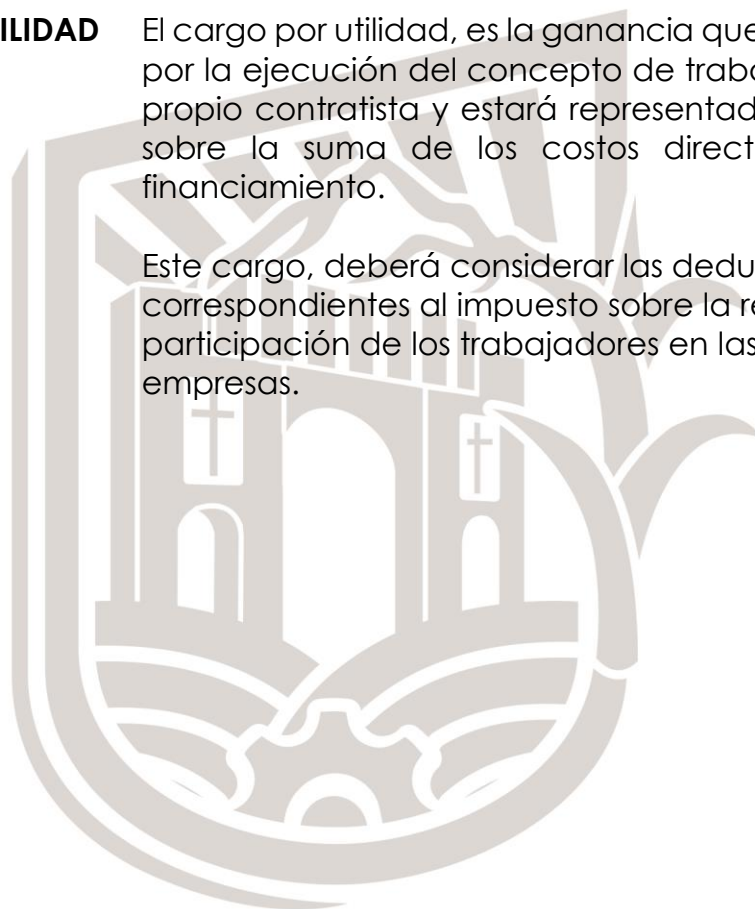 ILIDAD El cargo por utilidad, es la ganancia que
por la ejecución del concepto de trab
propio contratista y estará representad
sobre la suma de los costos direct
financiamiento.
Este cargo, deberá considerar las dedu
correspondientes al impuesto sobre la r
participación de los trabajadores en las
empresas.